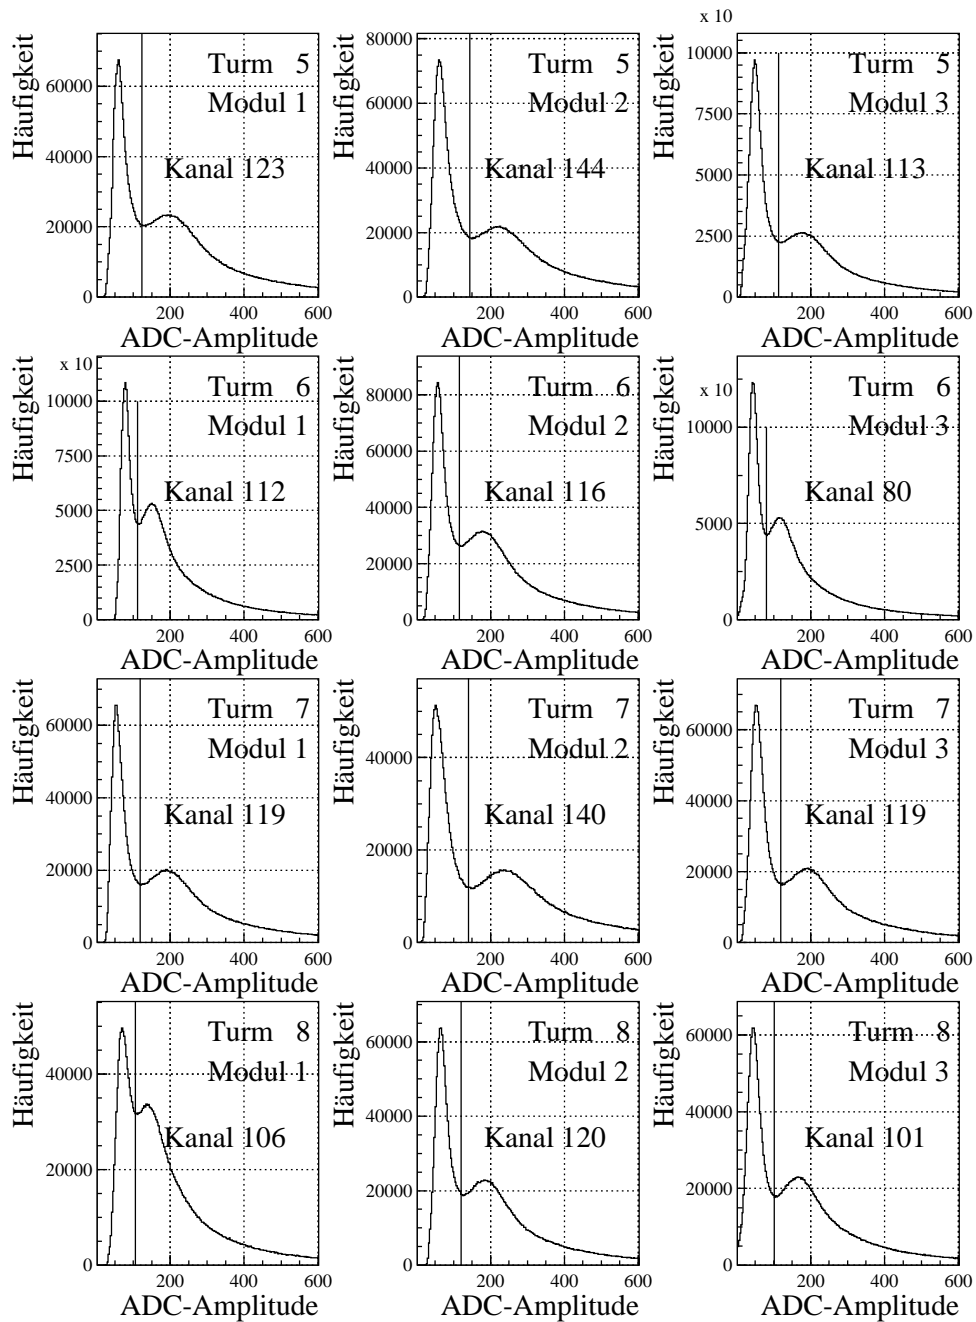 x 10
Häufigkeit
Turm 5
Modul 1
Kanal 123
60000
40000
20000
0
200 400 600
ADC-Amplitude
Häufigkeit
Turm 5
Modul 2
Kanal 144
80000
60000
40000
20000
0
200 400 600
ADC-Amplitude
Häufigkeit
Turm 5
Modul 3
Kanal 113
10000
7500
5000
2500
0
200 400 600
ADC-Amplitude
Häufigkeit
x 10
Turm 6
Modul 1
Kanal 112
10000
7500
5000
2500
0
200 400 600
ADC-Amplitude
Häufigkeit
Turm 6
Modul 2
Kanal 116
80000
60000
40000
20000
0
200 400 600
ADC-Amplitude
Häufigkeit
x 10
Turm 6
Modul 3
Kanal 80
10000
5000
0
200 400 600
ADC-Amplitude
Häufigkeit
Turm 7
Modul 1
Kanal 119
60000
40000
20000
0
200 400 600
ADC-Amplitude
Häufigkeit
Turm 7
Modul 2
Kanal 140
40000
20000
0
200 400 600
ADC-Amplitude
Häufigkeit
Turm 7
Modul 3
Kanal 119
60000
40000
20000
0
200 400 600
ADC-Amplitude
Häufigkeit
Turm 8
Modul 1
Kanal 106
40000
20000
0
200 400 600
ADC-Amplitude
Häufigkeit
Turm 8
Modul 2
Kanal 120
60000
40000
20000
0
200 400 600
ADC-Amplitude
Häufigkeit
Turm 8
Modul 3
Kanal 101
60000
40000
20000
0
200 400 600
ADC-Amplitude